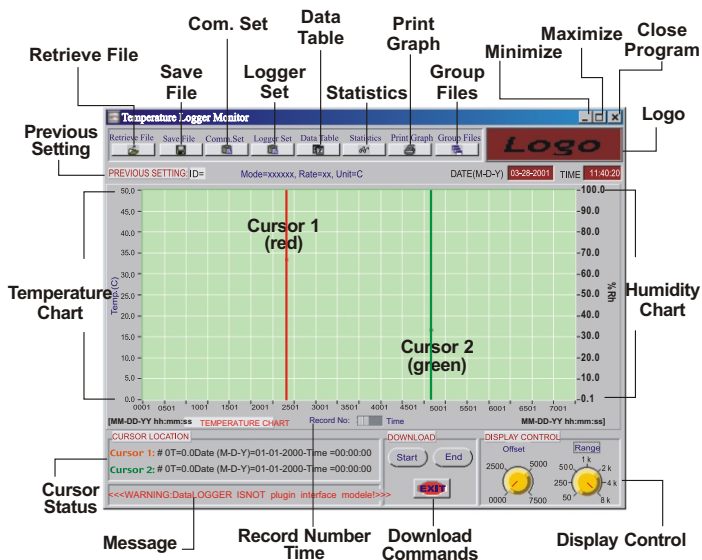 Com. Set
Data
Table
Print
Graph
Maximize
Close
Program
Minimize
Retrieve File
Save
File
Logger
Set
Statistics
Group
Files
Logo
Previous
Setting
Temperature Logger Monitor
Retrieve File Save File Comm.Set Logger Set Data Table Statistics Print Graph Group Files
Logo
PREVIOUS SETTING: ID= Mode=xxxxxx, Rate=xx, Unit=C DATE(M-D-Y) 03-28-2001 TIME 11:40:20
50,0
45,0
40,0
35,0
30,0
25,0
20,0
15,0
10,0
5,0
0,0
Temp.(C)
Temperature
Chart
Cursor 1
(red)
Cursor 2
(green)
-100.0
-90.0
-80.0
-70.0
-60.0
-50.0
-40.0
-30.0
-20.0
-10.0
-0.1
% Rh
Humidity
Chart
0001 0501 1001 1501 2001 2501 3001 3501 4001 4501 5001 5501 6001 6501 7001
[MM-DD-YY hh:mm:ss TEMPERATURE CHART Record No: Time MM-DD-YY hh:mm:ss]
CURSOR LOCATION
Cursor 1: # 0T=0.0Date (M-D-Y)=01-01-2000-Time =00:00:00
Cursor 2: # 0T=0.0Date (M-D-Y)=01-01-2000-Time =00:00:00
<<<WARNING:DataLOGGER ISNOT plugin interface modele!>>>
DOWNLOAD
Start End
EXIT
DISPLAY CONTROL
Offset
2500 5000
0000 7500
Range
1 k
500 2 k
4 k
50 8 k
Cursor
Status
Message
Record Number
Time
Download
Commands
Display Control